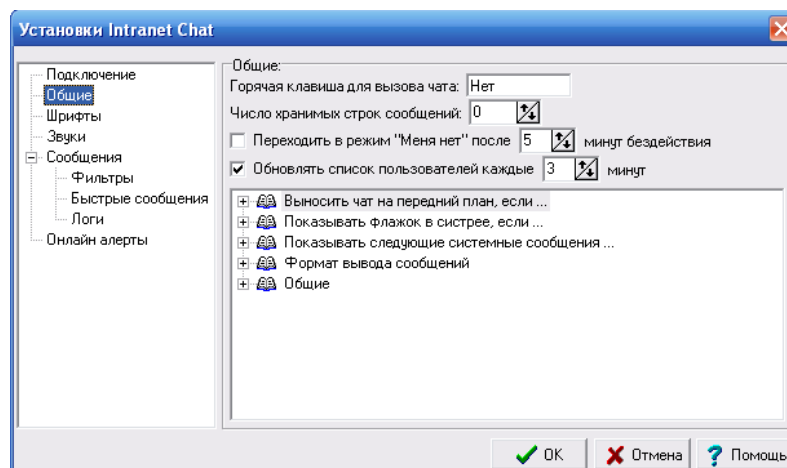 Установки Intranet Chat
Подключение
Общие
Шрифты
Звуки
Сообщения
Фильтры
Быстрые сообщения
Логи
Онлайн алерты
Общие:
Горячая клавиша для вызова чата: Нет
Число хранимых строк сообщений: 0
Переходить в режим "Меня нет" после 5 минут бездействия
Обновлять список пользователей каждые 3 минут
Выносить чат на передний план, если ...
Показывать флажок в систрее, если ...
Показывать следующие системные сообщения ...
Формат вывода сообщений
Общие
OK Отмена Помощь